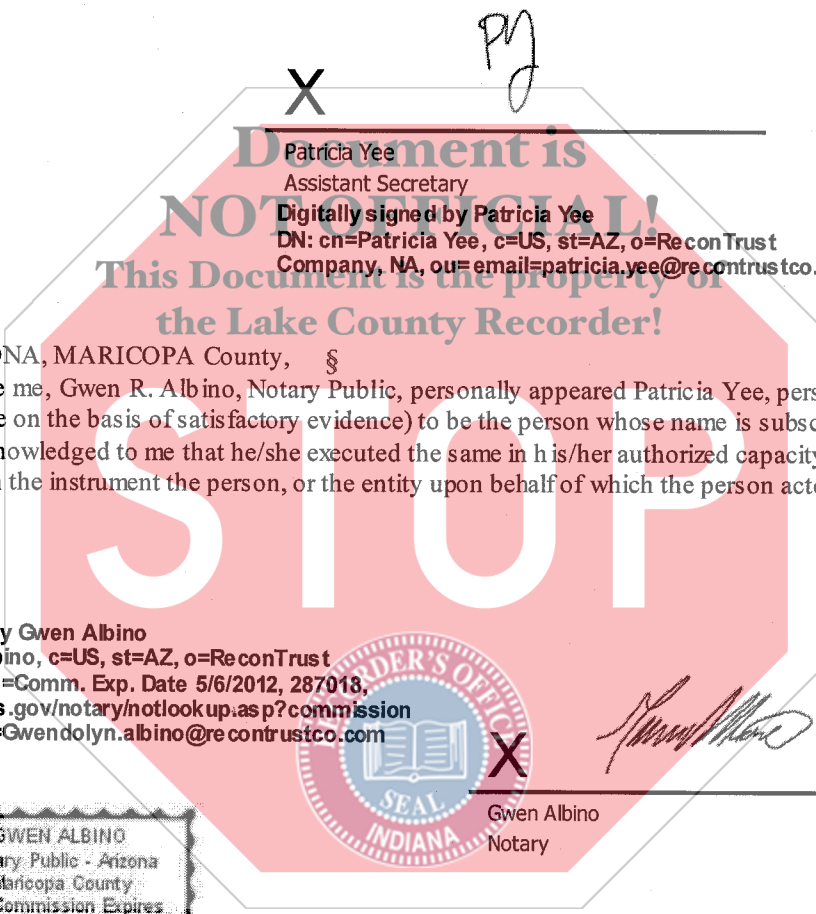 PY
X
Document is
Patricia Yee
Assistant Secretary
NOT OFFICIAL!
Digitally signed by Patricia Yee
DN: cn=Patricia Yee, c=US, st=AZ, o=ReconTrust
Company, NA, ou= email=patricia.yee@recontrustco.
This Document is the property of
the Lake County Recorder!
NA, MARICOPA County, §
e me, Gwen R. Albino, Notary Public, personally appeared Patricia Yee, pers
e on the basis of satisfactory evidence) to be the person whose name is subsc
nowledged to me that he/she executed the same in his/her authorized capacity
the instrument the person, or the entity upon behalf of which the person acte
STOP
y Gwen Albino
ino, c=US, st=AZ, o=ReconTrust
=Comm. Exp. Date 5/6/2012, 287018,
s.gov/notary/notlookup.asp?commission
=Gwendolyn.albino@recontrustco.com
RECORDER'S OFFICE
SEAL
INDIANA
X
Gwen Albino
Notary
GWEN ALBINO
ary Public - Arizona
Maricopa County
Commission Expires